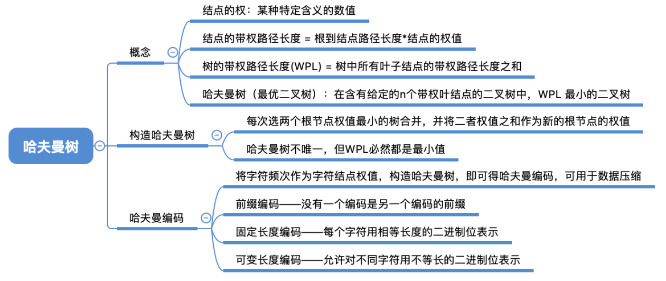 哈夫曼树
概念
结点的权：某种特定含义的数值
结点的带权路径长度 = 根到结点路径长度*结点的权值
树的带权路径长度(WPL) = 树中所有叶子结点的带权路径长度之和
哈夫曼树（最优二叉树）：在含有给定的n个带权叶结点的二叉树中，WPL 最小的二叉树
构造哈夫曼树
每次选两个根节点权值最小的树合并，并将二者权值之和作为新的根节点的权值
哈夫曼树不唯一，但WPL必然都是最小值
哈夫曼编码
将字符频次作为字符结点权值，构造哈夫曼树，即可得哈夫曼编码，可用于数据压缩
前缀编码——没有一个编码是另一个编码的前缀
固定长度编码——每个字符用相等长度的二进制位表示
可变长度编码——允许对不同字符用不等长的二进制位表示